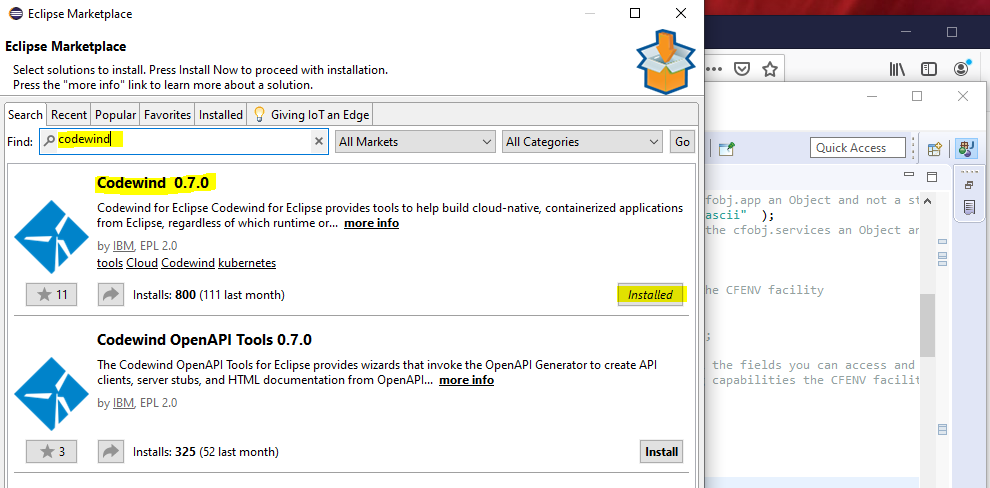 Eclipse Marketplace
Eclipse Marketplace
Select solutions to install. Press Install Now to proceed with installation.
Press the "more info" link to learn more about a solution.
Search Recent Popular Favorites Installed Giving IoT an Edge
Find: codewind All Markets All Categories Go
Codewind 0.7.0
Codewind for Eclipse Codewind for Eclipse provides tools to help build cloud-native, containerized applications
from Eclipse, regardless of which runtime or... more info
by IBM, EPL 2.0
tools Cloud Codewind kubernetes
11 Installs: 800 (111 last month) Installed
Codewind OpenAPI Tools 0.7.0
The Codewind OpenAPI Tools for Eclipse provides wizards that invoke the OpenAPI Generator to create API
clients, server stubs, and HTML documentation from OpenAPI... more info
by IBM, EPL 2.0
3 Installs: 325 (52 last month) Install
Quick Access
fobj.app an Object and not a st
ascii" );
the cfobj.services an Object an
he CFENV facility
;
the fields you can access and
capabilities the CFENV facilit